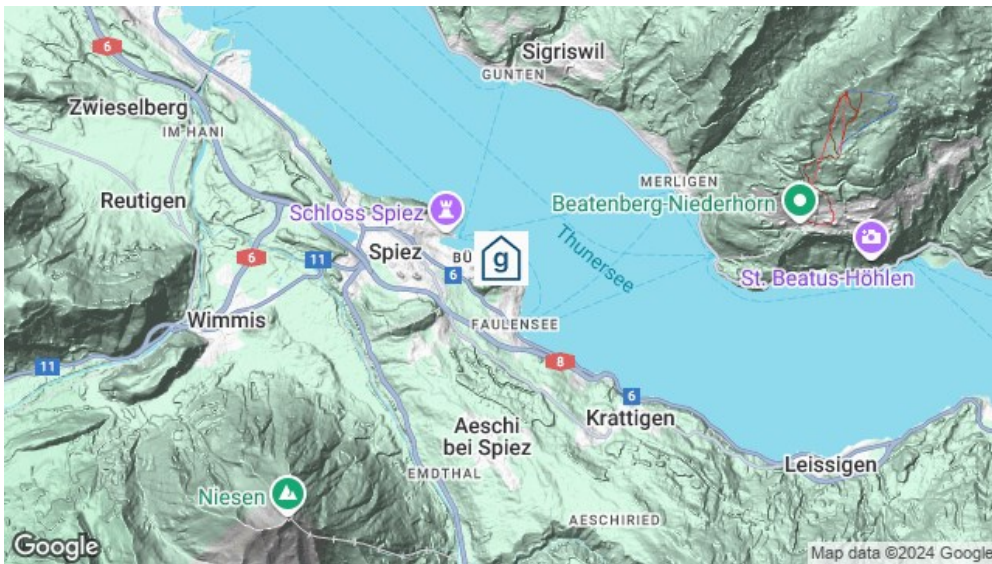 6
Sigriswil
GUNTEN
Zwieselberg
IM HANI
MERLIGEN
Reutigen
Beatenberg-Niederhorn
Schloss Spiez
Thunersee
Spiez
BÜ
g
6
11
6
St. Beatus-Höhlen
Wimmis
FAULENSEE
11
8
6
Krattigen
Aeschi
bei Spiez
Leissigen
EMDTHAL
Niesen
AESCHIRIED
Google
Map data ©2024 Google